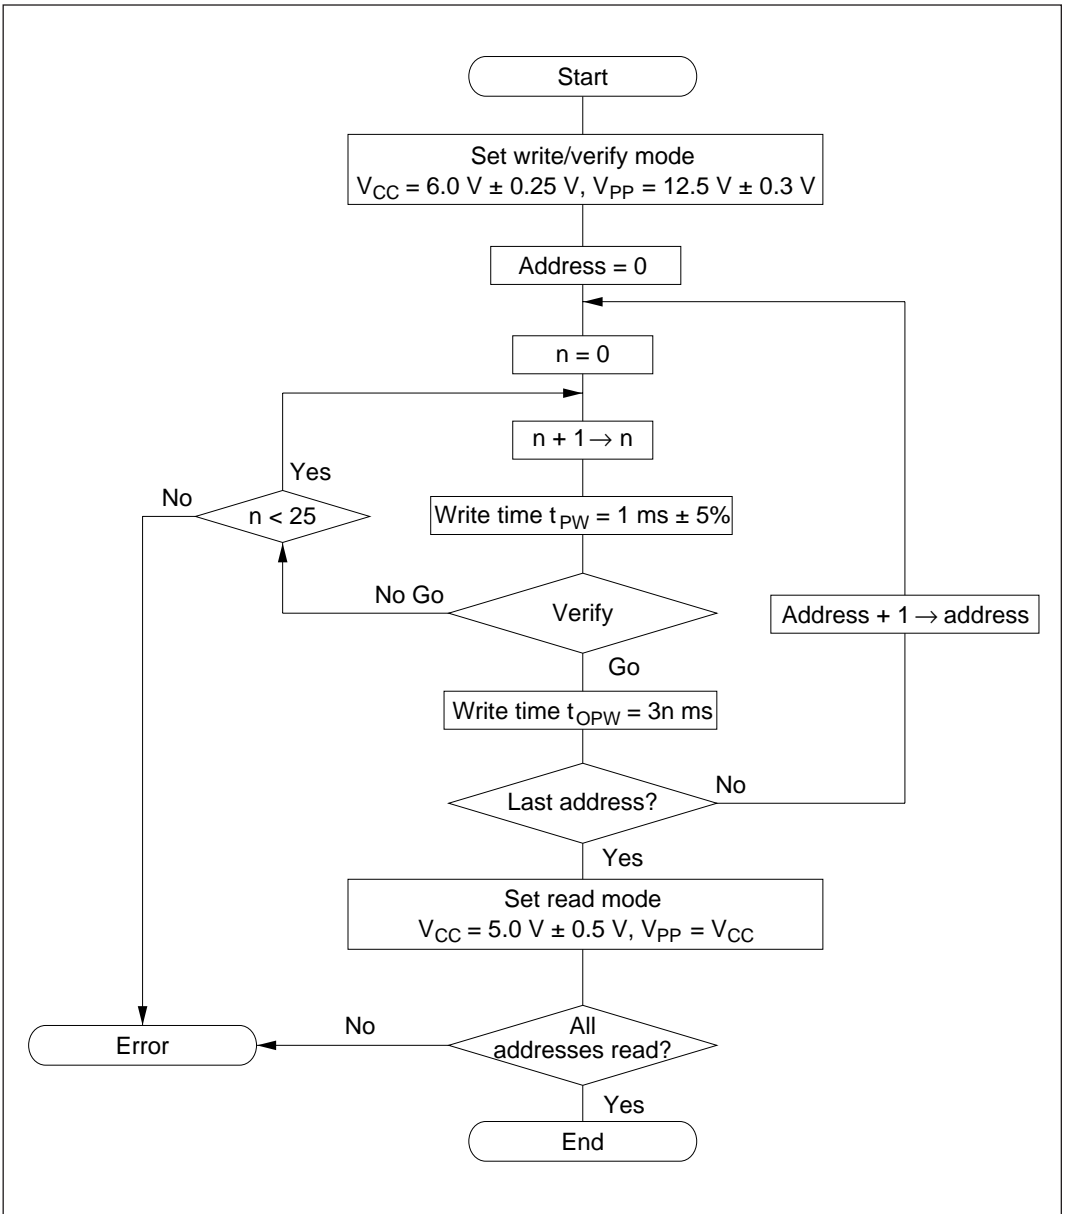 Start
Set write/verify mode
VCC = 6.0 V ± 0.25 V, VPP = 12.5 V ± 0.3 V
Address = 0
n = 0
n + 1 → n
Yes
No
n < 25
Write time tPW = 1 ms ± 5%
No Go
Verify
Address + 1 → address
Go
Write time tOPW = 3n ms
Last address?
No
Yes
Set read mode
VCC = 5.0 V ± 0.5 V, VPP = VCC
All
addresses read?
No
Error
Yes
End